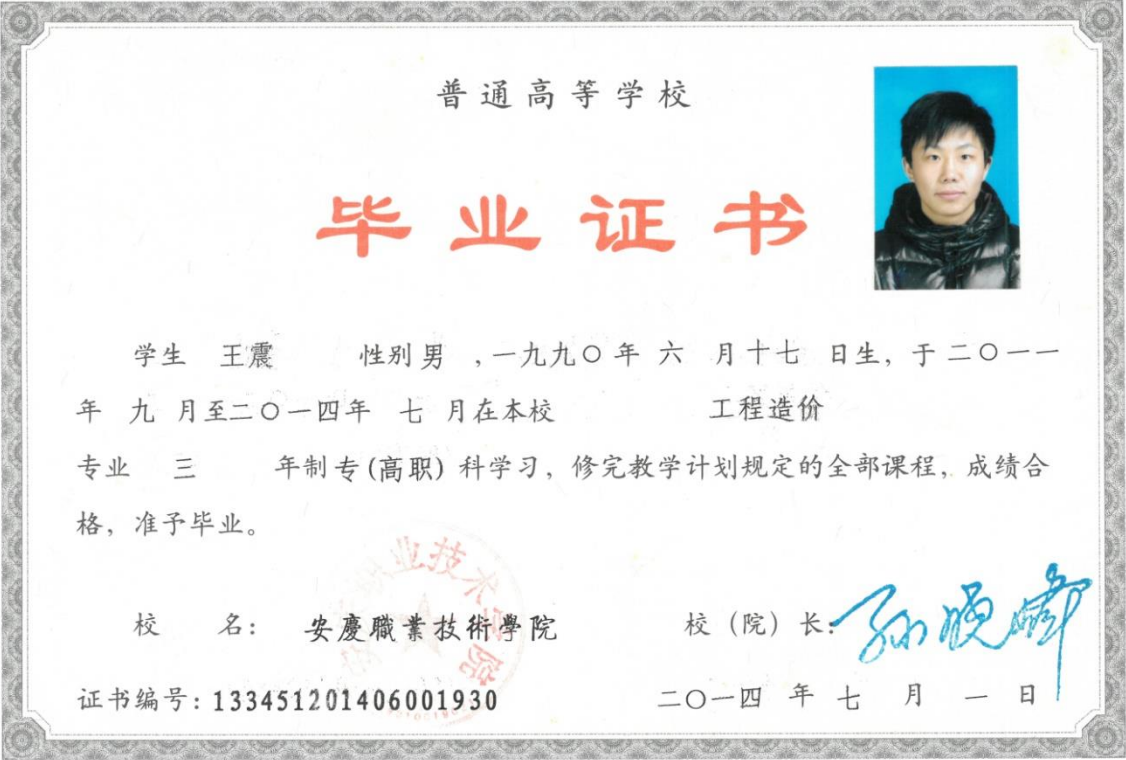 普通高等学校
毕业证书
学生 王震 性别 男 ,一九九〇年 六 月十七 日生，于二〇一一
年 九 月至二〇一四年 七 月在本校 工程造价
专业 三 年制专(高职) 科学习，修完教学计划规定的全部课程，成绩合
格，准予毕业。
业技术学院
校 名： 安慶職業技術學院
校（院）长：
证书编号：133451201406001930
二〇一四 年 七 月 一 日